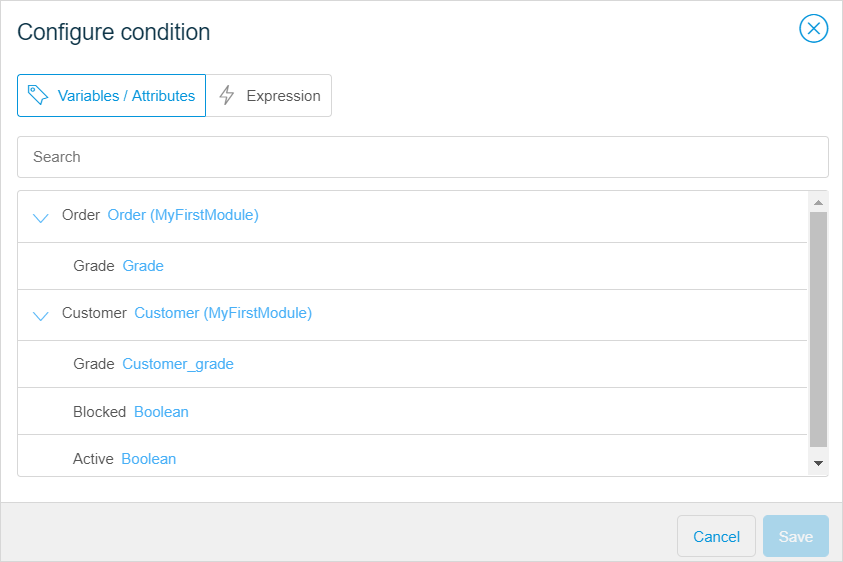 Configure condition
Variables / Attributes Expression
Search
Order Order (MyFirstModule)
Grade Grade
Customer Customer (MyFirstModule)
Grade Customer_grade
Blocked Boolean
Active Boolean
Cancel Save